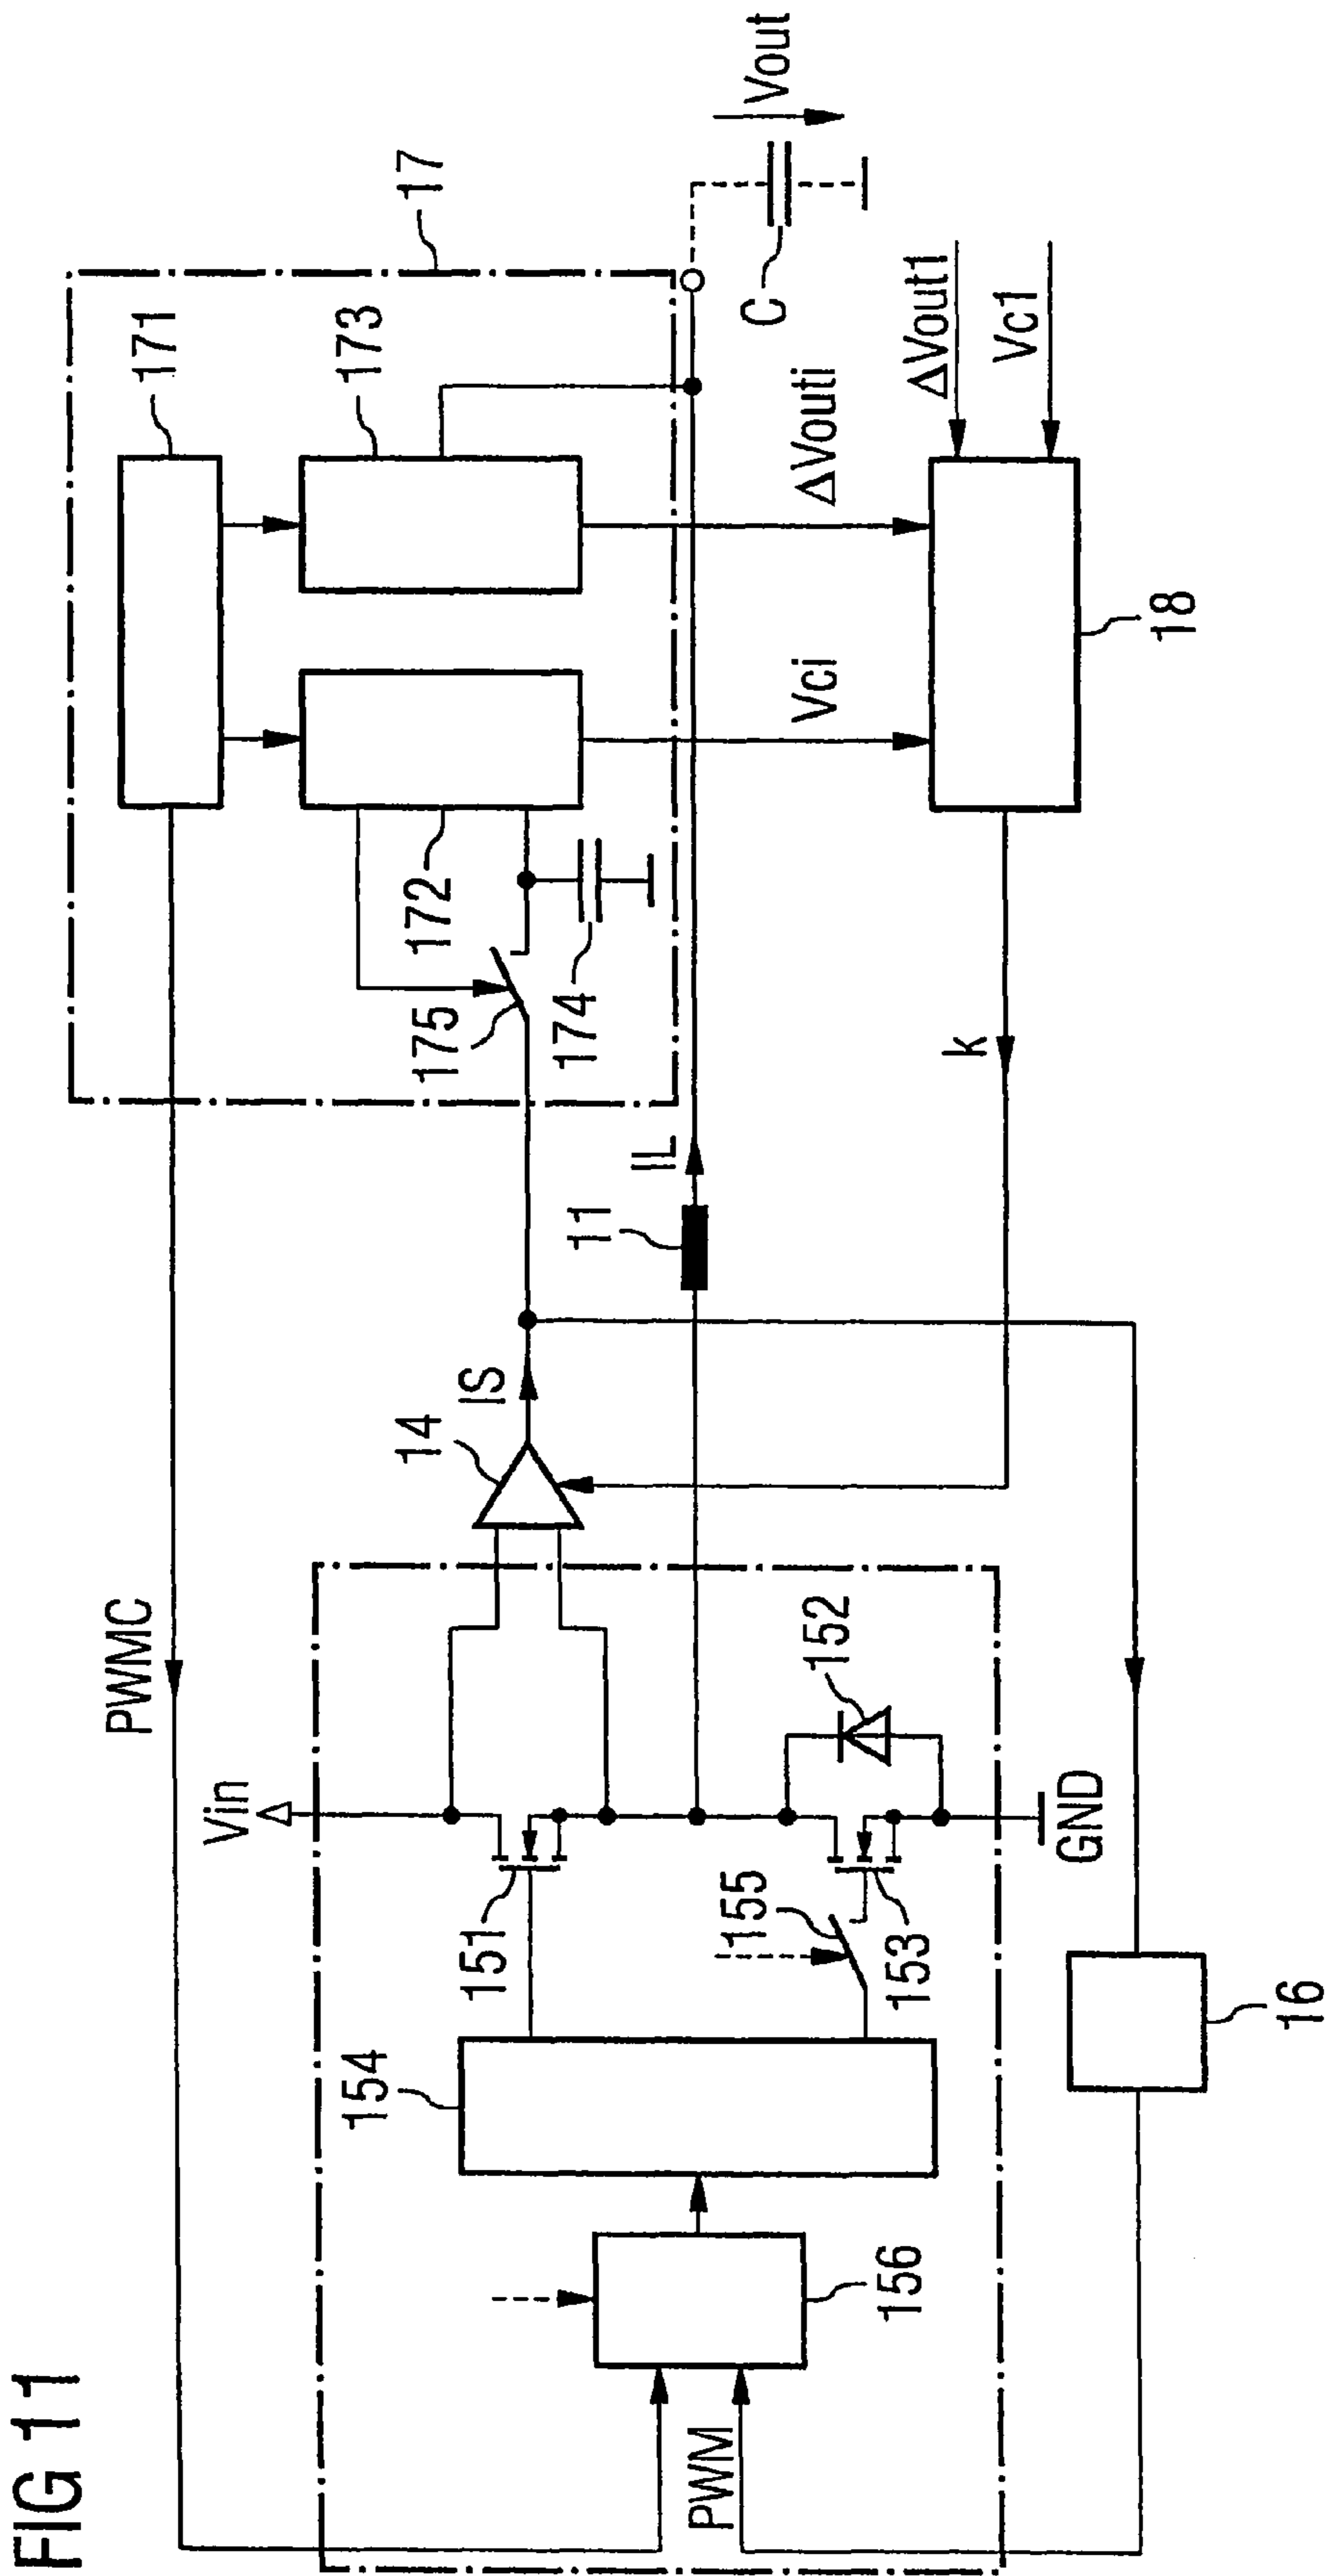 FIG 11
PWMC
17
171
173
172
175
174
Vin
14
IS
11
IL
Vout
C
ΔVouti
Vci
ΔVout1
Vc1
18
k
151
152
153
154
155
156
PWM
GND
16